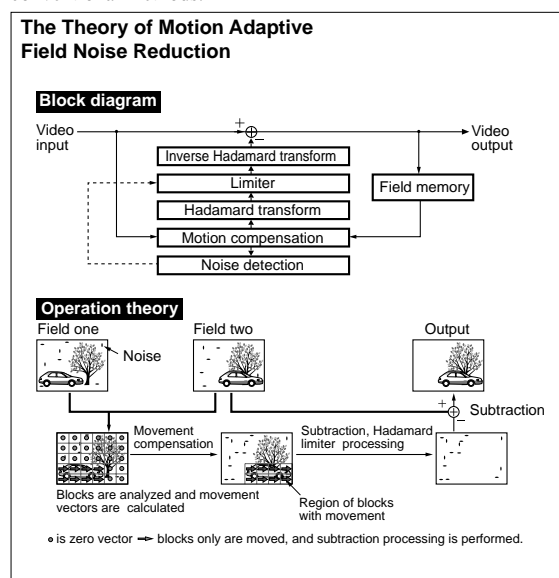 The Theory of Motion Adaptive
Field Noise Reduction
Block diagram
+
−
Video
input
Video
output
Inverse Hadamard transform
Limiter
Field memory
Hadamard transform
Motion compensation
Noise detection
Operation theory
Field one
Field two
Output
Noise
+
−
Subtraction
Movement
compensation
Subtraction, Hadamard
limiter processing
Blocks are analyzed and movement
vectors are calculated
Region of blocks
with movement
is zero vector ➡ blocks only are moved, and subtraction processing is performed.